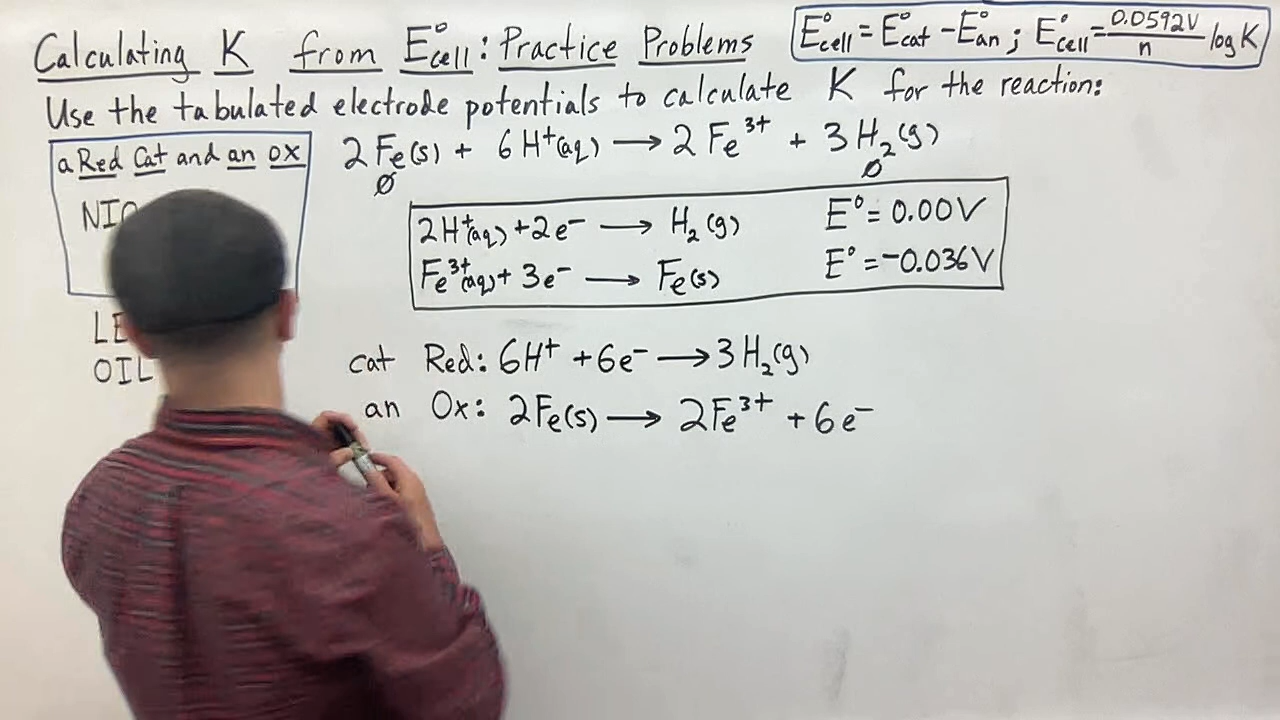 Calculating K from E°cell: Practice Problems
E°cell = E°cat - E°an ; E°cell = 0.0592V/n log K
Use the tabulated electrode potentials to calculate K for the reaction:
a Red Cat and an ox
2 Fe(s) + 6 H⁺(aq) ⟶ 2 Fe³⁺ + 3 H₂(g)
Ø Ø
2H⁺(aq) + 2e⁻ ⟶ H₂(g) E° = 0.00V
Fe³⁺(aq) + 3e⁻ ⟶ Fe(s) E° = -0.036V
cat Red: 6H⁺ + 6e⁻ ⟶ 3H₂(g)
OIL
an Ox: 2Fe(s) ⟶ 2Fe³⁺ + 6e⁻